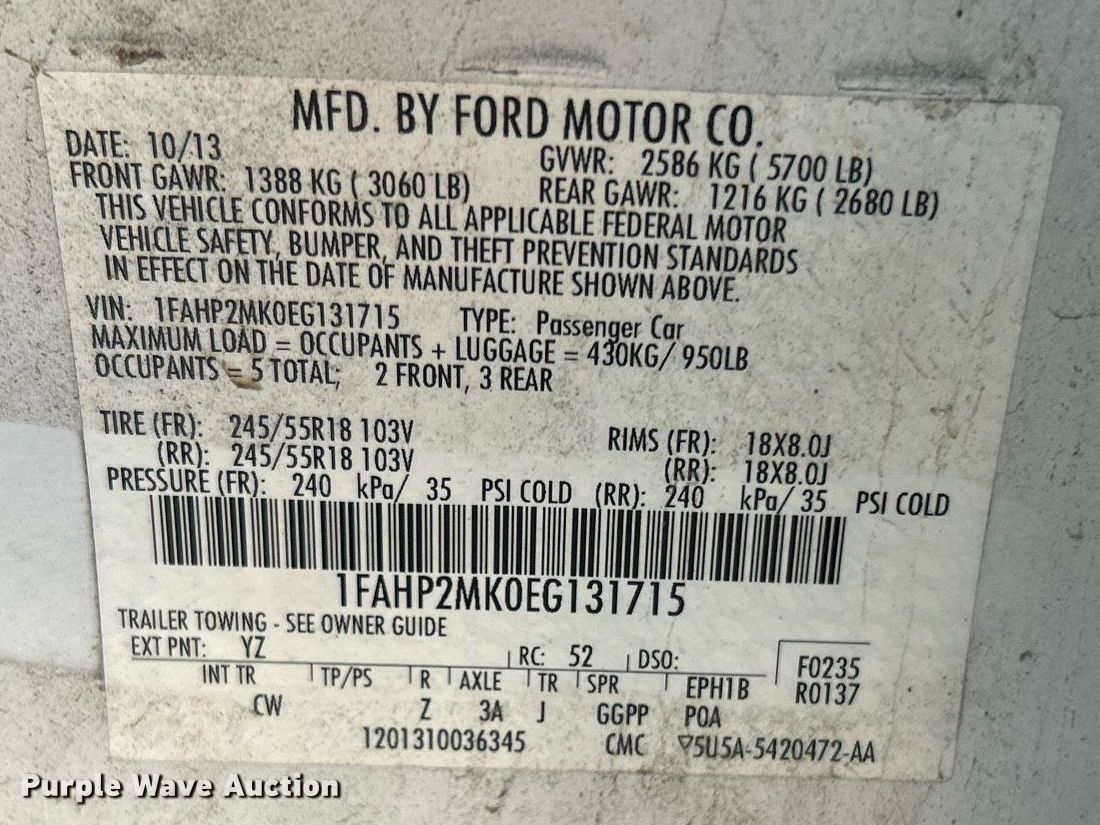 MFD. BY FORD MOTOR CO.
DATE: 10/13 GVWR: 2586 KG ( 5700 LB)
FRONT GAWR: 1388 KG ( 3060 LB) REAR GAWR: 1216 KG ( 2680 LB)
THIS VEHICLE CONFORMS TO ALL APPLICABLE FEDERAL MOTOR
VEHICLE SAFETY, BUMPER, AND THEFT PREVENTION STANDARDS
IN EFFECT ON THE DATE OF MANUFACTURE SHOWN ABOVE.
VIN: 1FAHP2MK0EG131715 TYPE: Passenger Car
MAXIMUM LOAD = OCCUPANTS + LUGGAGE = 430KG/ 950LB
OCCUPANTS = 5 TOTAL; 2 FRONT, 3 REAR
TIRE (FR): 245/55R18 103V RIMS (FR): 18X8.0J
(RR): 245/55R18 103V (RR): 18X8.0J
PRESSURE (FR): 240 kPa/ 35 PSI COLD (RR): 240 kPa/ 35 PSI COLD
1FAHP2MK0EG131715
TRAILER TOWING - SEE OWNER GUIDE
EXT PNT: YZ RC: 52 DSO: F0235
INT TR TP/PS R AXLE TR SPR EPH1B R0137
CW Z 3A J GGPP POA
1201310036345 CMC 5U5A-5420472-AA
Purple Wave Auction